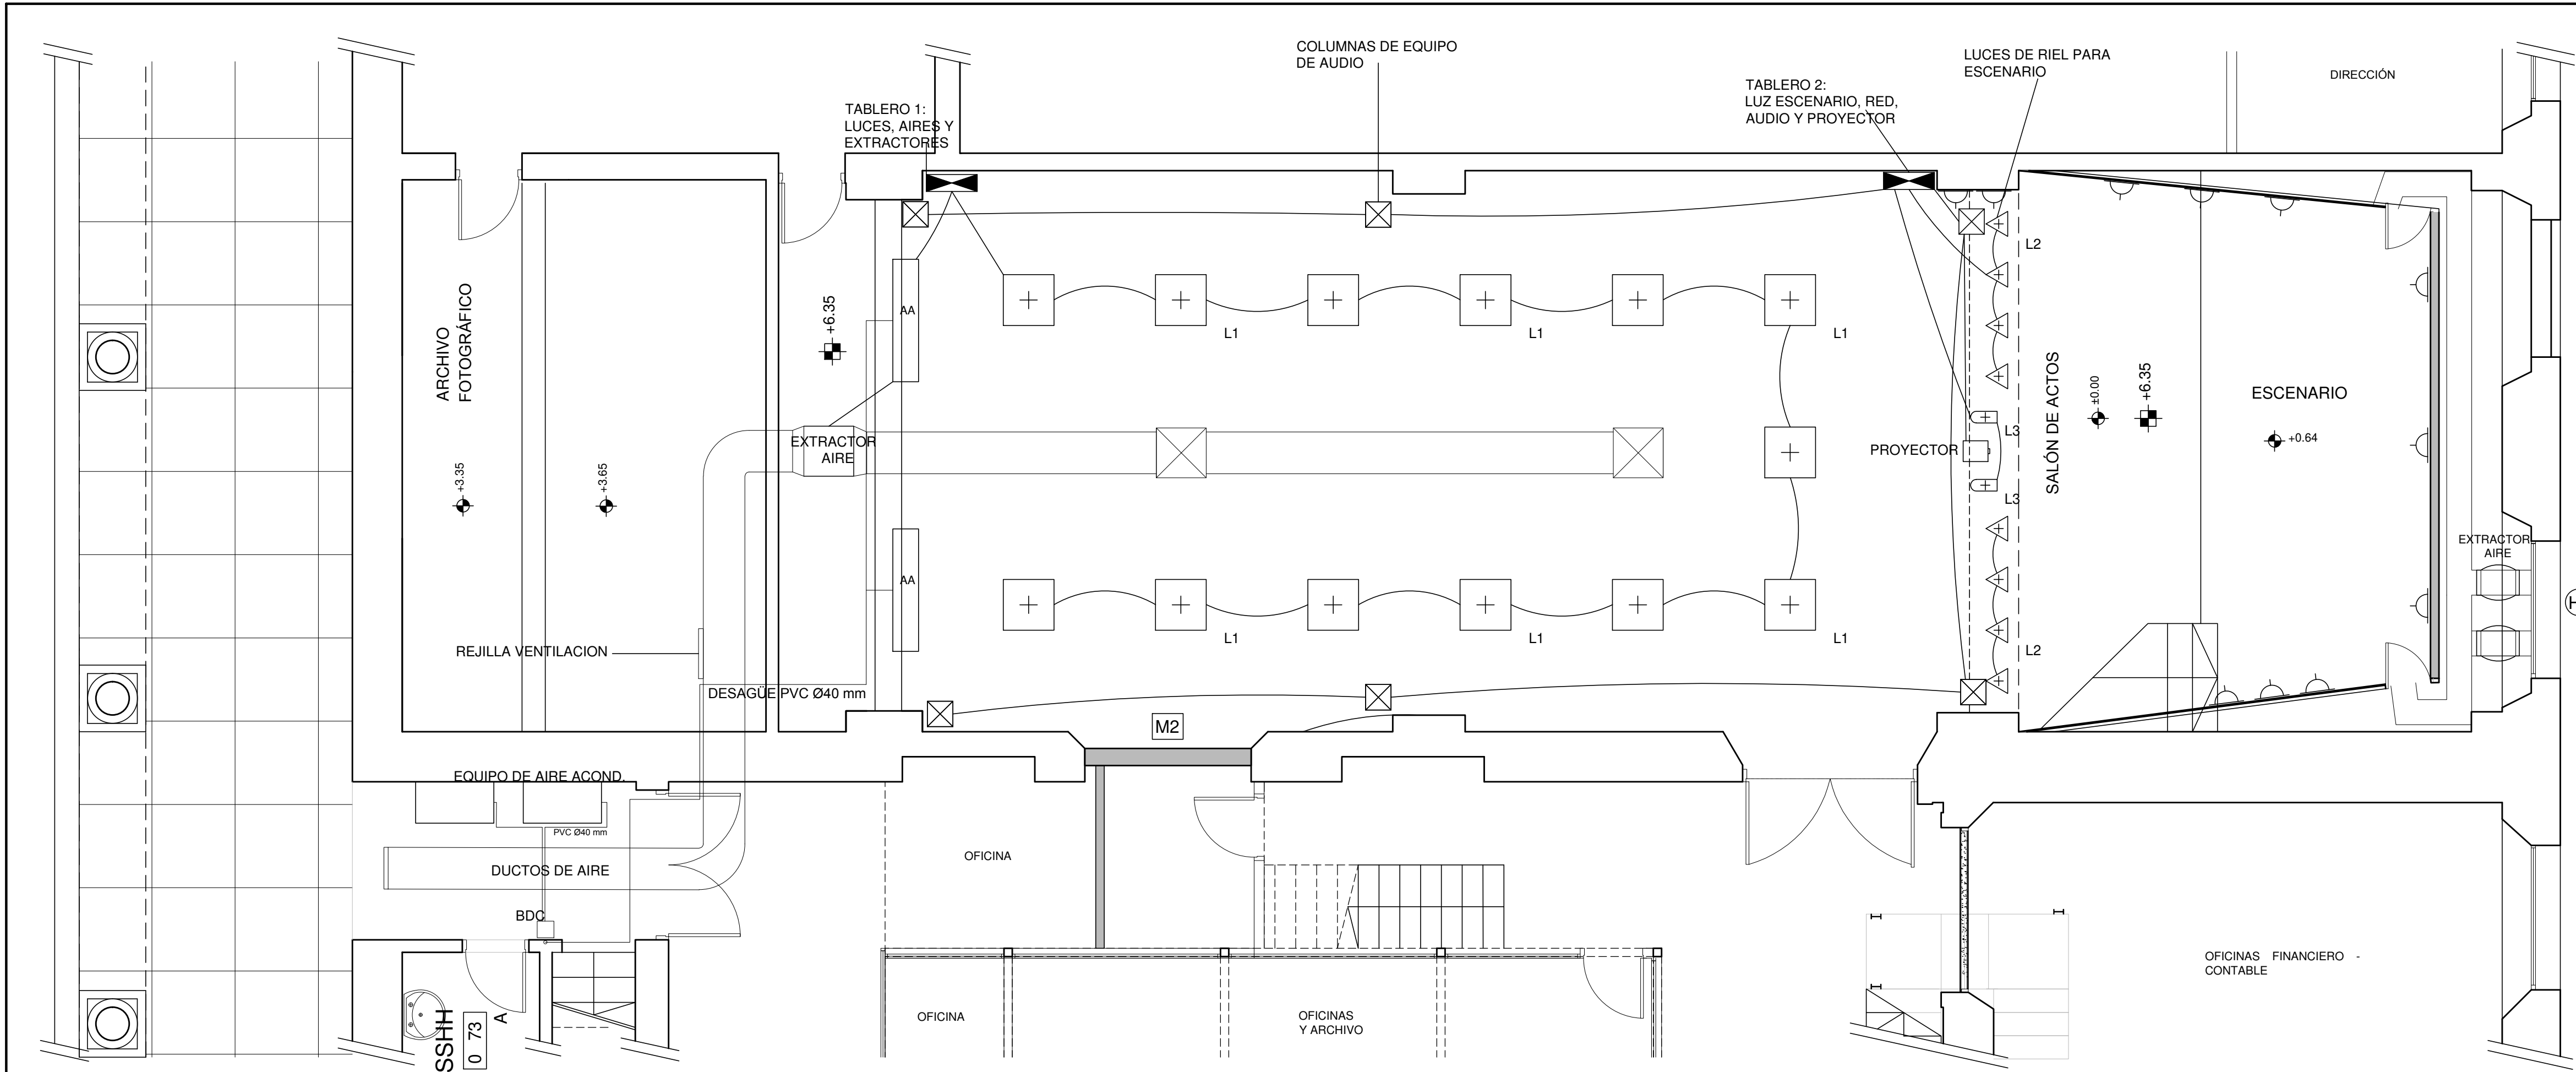 COLUMNAS DE EQUIPO
DE AUDIO
LUCES DE RIEL PARA
ESCENARIO
DIRECCIÓN
TABLERO 1:
LUCES, AIRES Y
EXTRACTORES
TABLERO 2:
LUZ ESCENARIO, RED,
AUDIO Y PROYECTOR
L2
ARCHIVO
FOTOGRÁFICO
+6.35
AA
L1
L1
L1
SALÓN DE ACTOS
±0.00
+6.35
ESCENARIO
+0.64
EXTRACTOR
AIRE
PROYECTOR
L3
L3
+3.35
+3.65
EXTRACTOR
AIRE
AA
L1
L1
L1
L2
REJILLA VENTILACION
DESAGÜE PVC Ø40 mm
M2
EQUIPO DE AIRE ACOND.
PVC Ø40 mm
OFICINA
DUCTOS DE AIRE
BDC
OFICINAS FINANCIERO -
CONTABLE
SSHH
0 73
A
OFICINA
OFICINAS
Y ARCHIVO